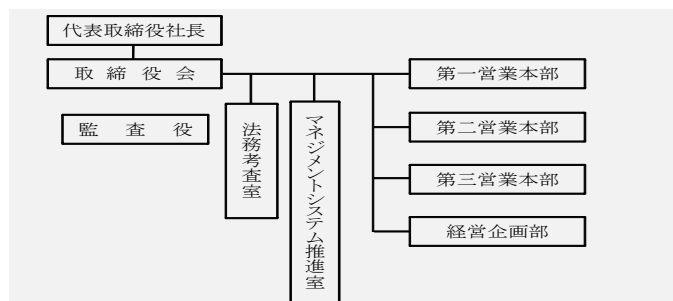 代表取締役社長
取締役会
監査役
法務考査室
マネジメントシステム推進室
第一営業本部
第二営業本部
第三営業本部
経営企画部